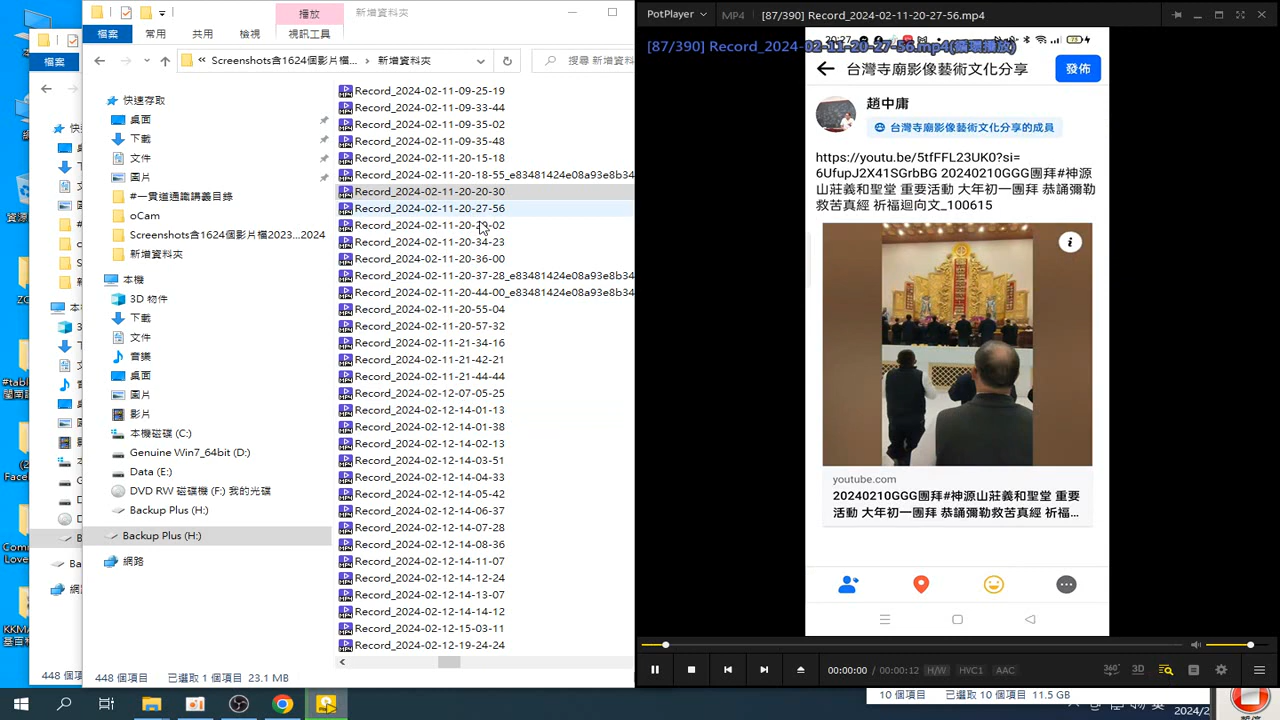 播放
新增資料夾
檔案
常用
共用
檢視
視訊工具
檔案
Screenshots含1624個影片檔...
新增資料夾
搜尋 新增資料
快速存取
桌面
下載
文件
圖片
#一貫道通識講義目錄
oCam
Screenshots含1624個影片檔2023...2024
新增資料夾
本機
3D 物件
下載
文件
音樂
桌面
圖片
影片
本機磁碟 (C:)
Genuine Win7_64bit (D:)
Data (E:)
DVD RW 磁碟機 (F:) 我的光碟
Backup Plus (H:)
Backup Plus (H:)
網路
Record_2024-02-11-09-25-19
Record_2024-02-11-09-33-44
Record_2024-02-11-09-35-02
Record_2024-02-11-09-35-48
Record_2024-02-11-20-15-18
Record_2024-02-11-20-18-55_e83481424e08a93e8b34
Record_2024-02-11-20-20-30
Record_2024-02-11-20-27-56
Record_2024-02-11-20-29-02
Record_2024-02-11-20-34-23
Record_2024-02-11-20-36-00
Record_2024-02-11-20-37-28_e83481424e08a93e8b34
Record_2024-02-11-20-44-00_e83481424e08a93e8b34
Record_2024-02-11-20-55-04
Record_2024-02-11-20-57-32
Record_2024-02-11-21-34-16
Record_2024-02-11-21-42-21
Record_2024-02-11-21-44-44
Record_2024-02-12-07-05-25
Record_2024-02-12-14-01-13
Record_2024-02-12-14-01-38
Record_2024-02-12-14-02-13
Record_2024-02-12-14-03-51
Record_2024-02-12-14-04-33
Record_2024-02-12-14-05-42
Record_2024-02-12-14-06-37
Record_2024-02-12-14-07-28
Record_2024-02-12-14-08-36
Record_2024-02-12-14-11-07
Record_2024-02-12-14-12-24
Record_2024-02-12-14-13-07
Record_2024-02-12-14-14-12
Record_2024-02-12-15-03-11
Record_2024-02-12-19-24-24
448 個項目 已選取 1 個項目 23.1 MB
PotPlayer
MP4
[87/390] Record_2024-02-11-20-27-56.mp4
[87/390] Record_2024-02-11-20-27-56.mp4(循環播放)
台灣寺廟影像藝術文化分享
發佈
趙中庸
台灣寺廟影像藝術文化分享的成員
https://youtu.be/5tfFFL23UK0?si=
6UfupJ2X41SGrbBG 20240210GGG團拜#神源
山莊義和聖堂 重要活動 大年初一團拜 恭誦彌勒
救苦真經 祈福迴向文_100615
youtube.com
20240210GGG團拜#神源山莊義和聖堂 重要
活動 大年初一團拜 恭誦彌勒救苦真經 祈福...
00:00:00 / 00:00:12
H/W
HVC1
AAC
360°
3D
10 個項目 已選取 10 個項目 11.5 GB
2024/2